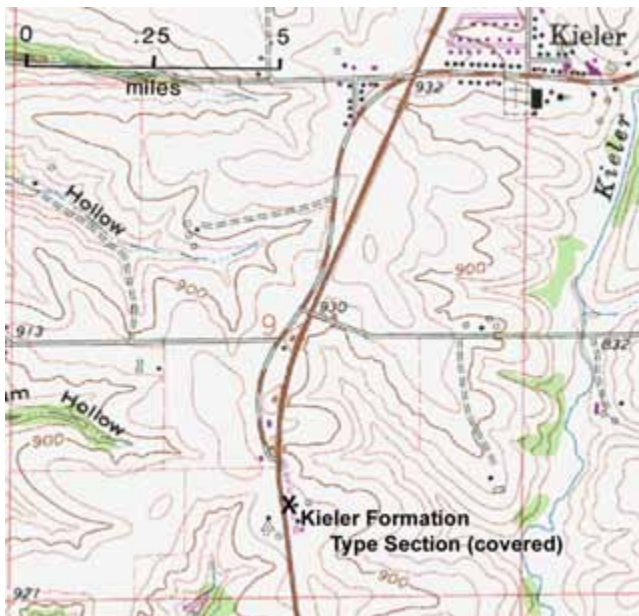 0 .25 5
miles
Kieler
932
Kieler
Hollow
900
900
930
913
9
832
Hollow
900
Kieler Formation
Type Section (covered)
900
921